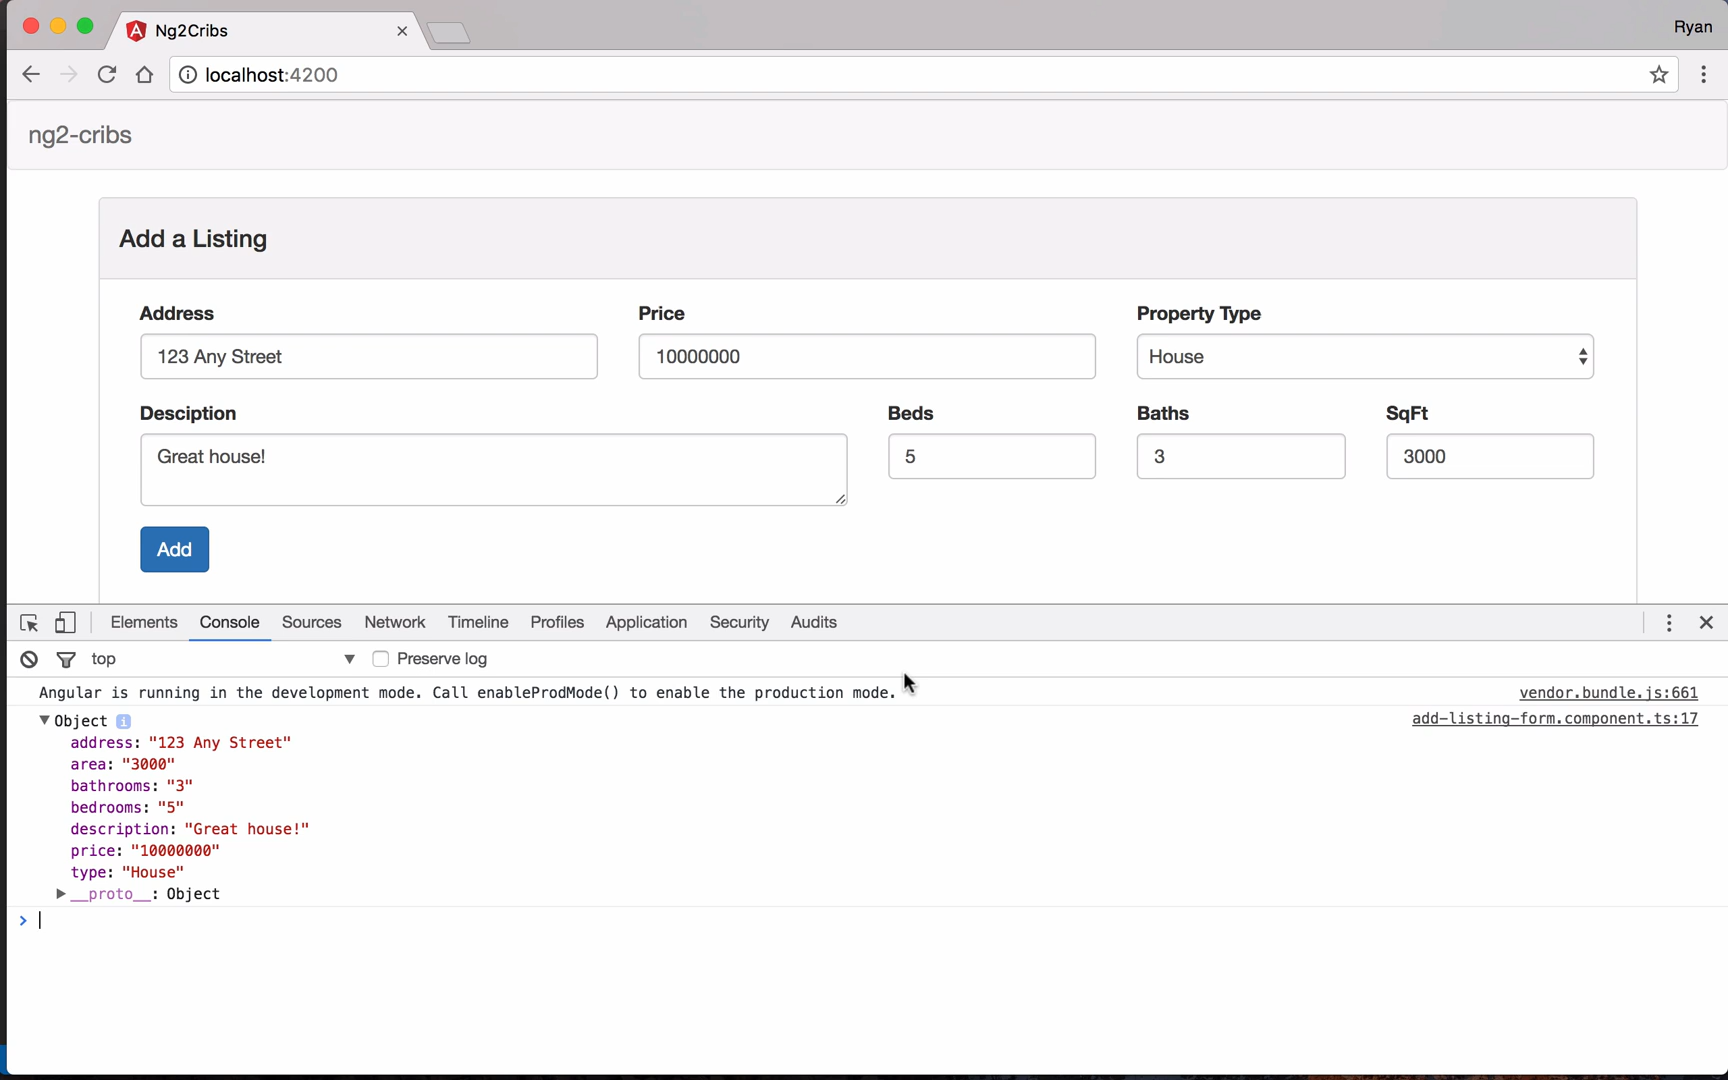 Ng2Cribs
Ryan
localhost:4200
ng2-cribs
Add a Listing
Address Price Property Type
123 Any Street 10000000 House
Desciption Beds Baths SqFt
Great house! 5 3 3000
Add
Elements Console Sources Network Timeline Profiles Application Security Audits
top Preserve log
Angular is running in the development mode. Call enableProdMode() to enable the production mode. vendor.bundle.js:661
Object i add-listing-form.component.ts:17
address: "123 Any Street"
area: "3000"
bathrooms: "3"
bedrooms: "5"
description: "Great house!"
price: "10000000"
type: "House"
__proto__: Object